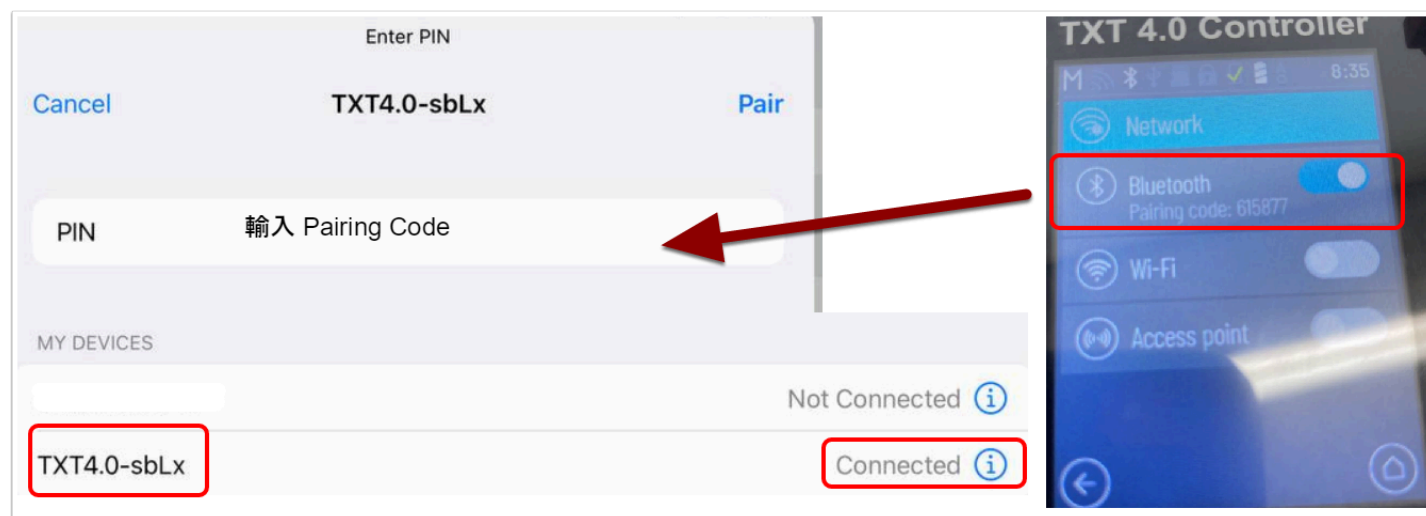 Enter PIN
Cancel
TXT4.0-sbLx
Pair
PIN
輸入 Pairing Code
MY DEVICES
Not Connected
TXT4.0-sbLx
Connected
TXT 4.0 Controller
M
8:35
Network
Bluetooth
Pairing code: 615877
Wi-Fi
Access point